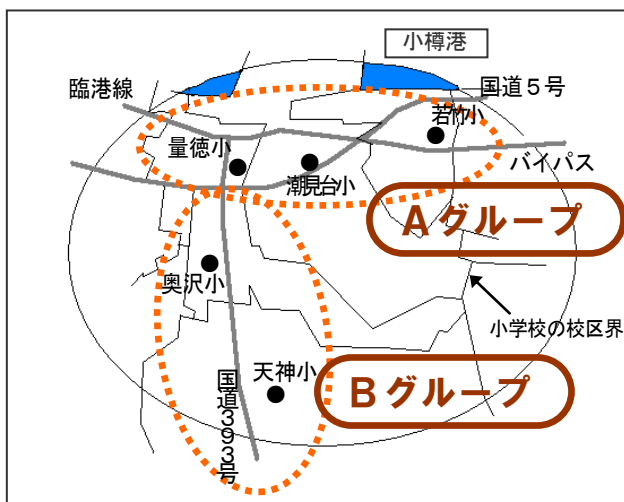 小樽港
臨港線
国道５号
若竹小
量徳小
潮見台小
バイパス
Ａグループ
奥沢小
小学校の校区界
天神小
Ｂグループ
国道３９３号